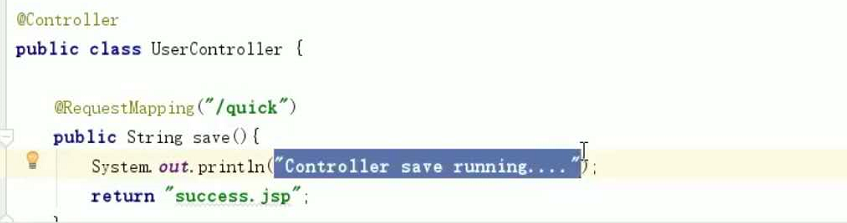 @Controller
public class UserController {
@RequestMapping("/quick")
public String save(){
System.out.println("Controller save running....");
return "success.jsp";
}